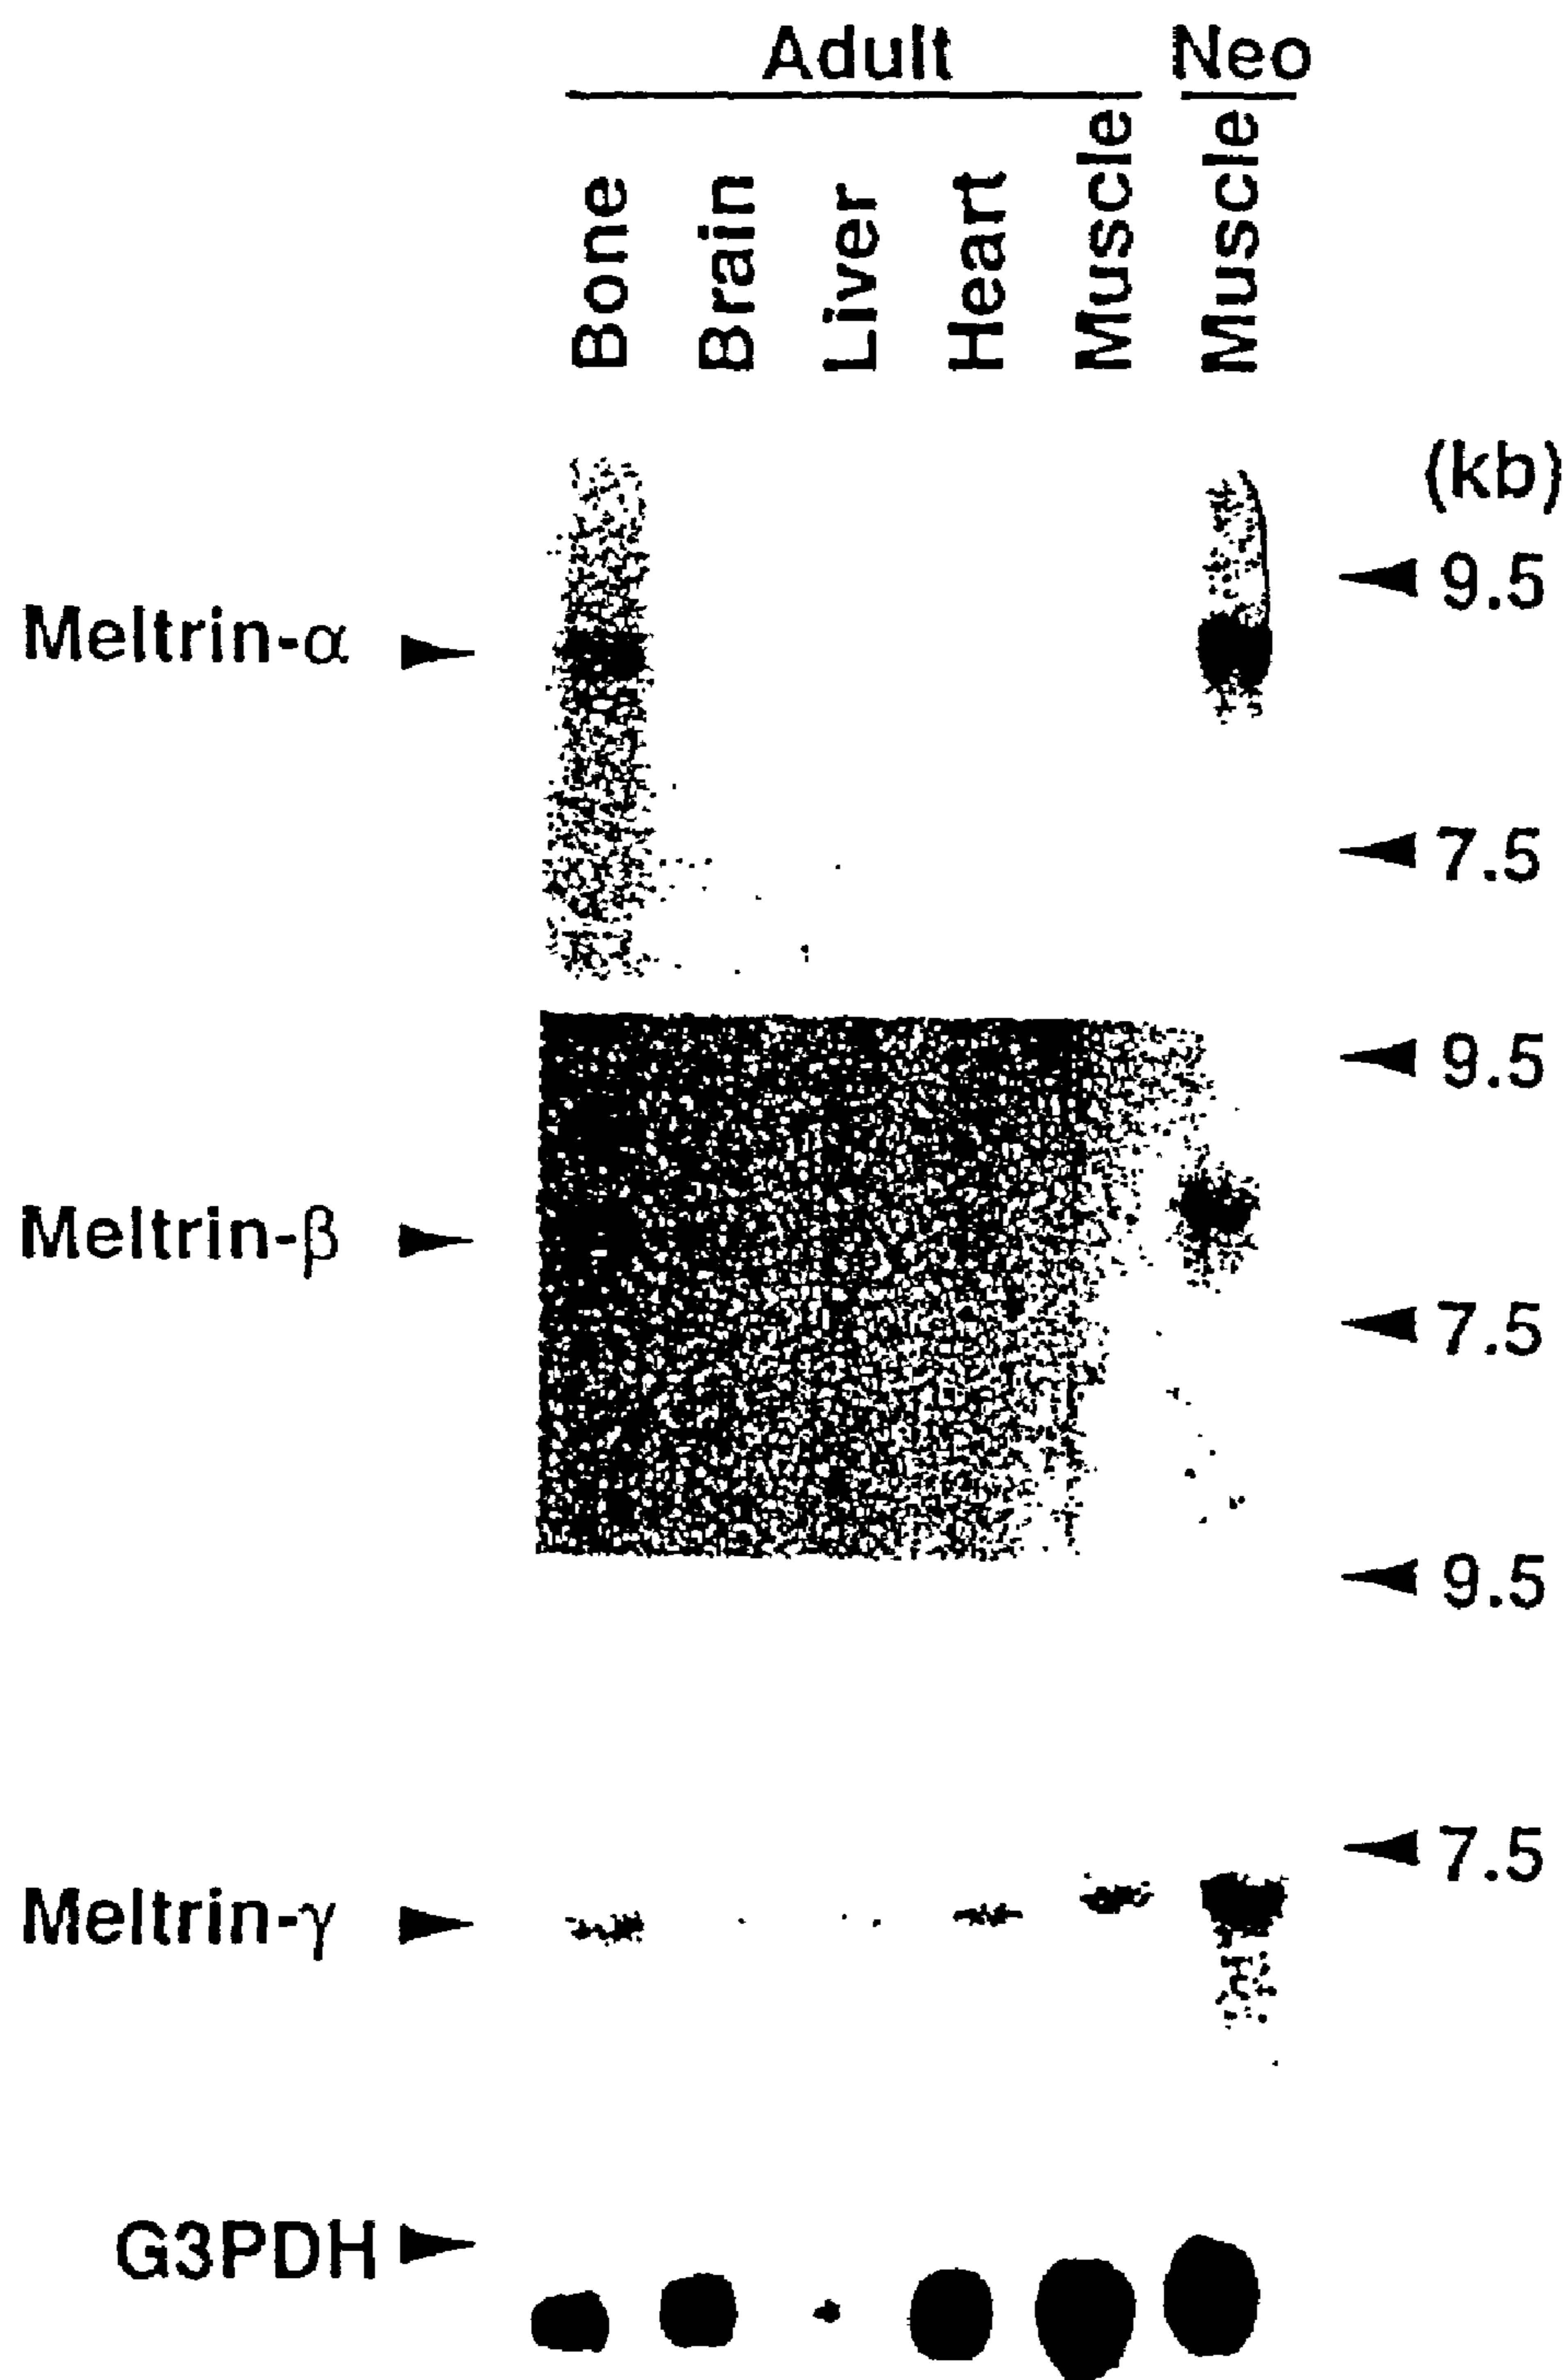 Adult Neo
Bone Brain Liver Heart Muscle Muscle
(kb)
9.5
Meltrin-α
7.5
9.5
Meltrin-β
7.5
9.5
7.5
Meltrin-γ
G3PDH